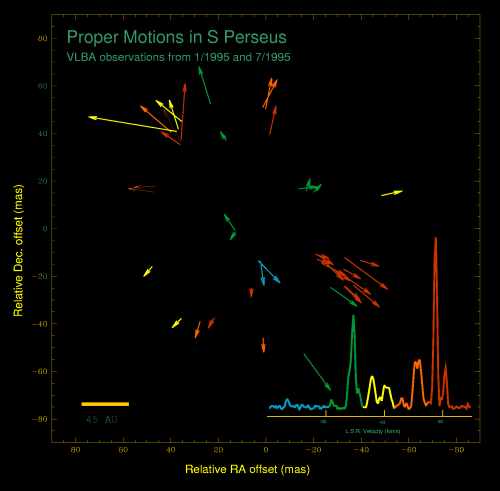 Proper Motions in S Perseus
VLBA observations from 1/1995 and 7/1995
80
60
40
20
0
−20
−40
−60
−80
Relative Dec. offset (mas)
45 AU
L.S.R. Velocity (km/s)
80 60 40 20 0 −20 −40 −60 −80
Relative RA offset (mas)